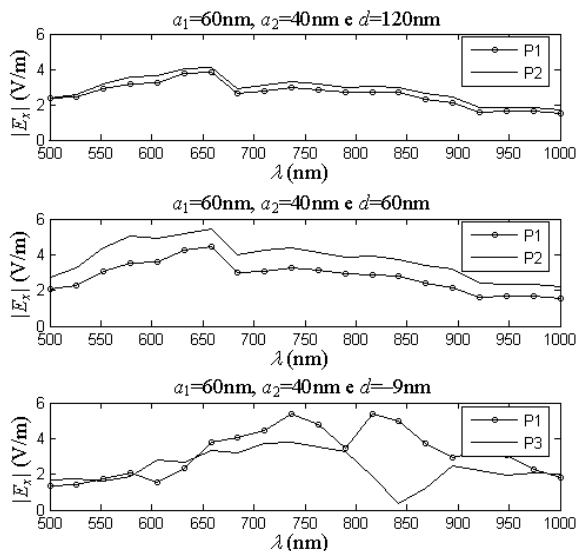 a₁=60nm, a₂=40nm e d=120nm
6
4
2
0
|Eₓ| (V/m)
P1
P2
500 550 600 650 700 750 800 850 900 950 1000
λ (nm)
a₁=60nm, a₂=40nm e d=60nm
6
4
2
0
|Eₓ| (V/m)
P1
P2
500 550 600 650 700 750 800 850 900 950 1000
λ (nm)
a₁=60nm, a₂=40nm e d=–9nm
6
4
2
0
|Eₓ| (V/m)
P1
P3
500 550 600 650 700 750 800 850 900 950 1000
λ (nm)